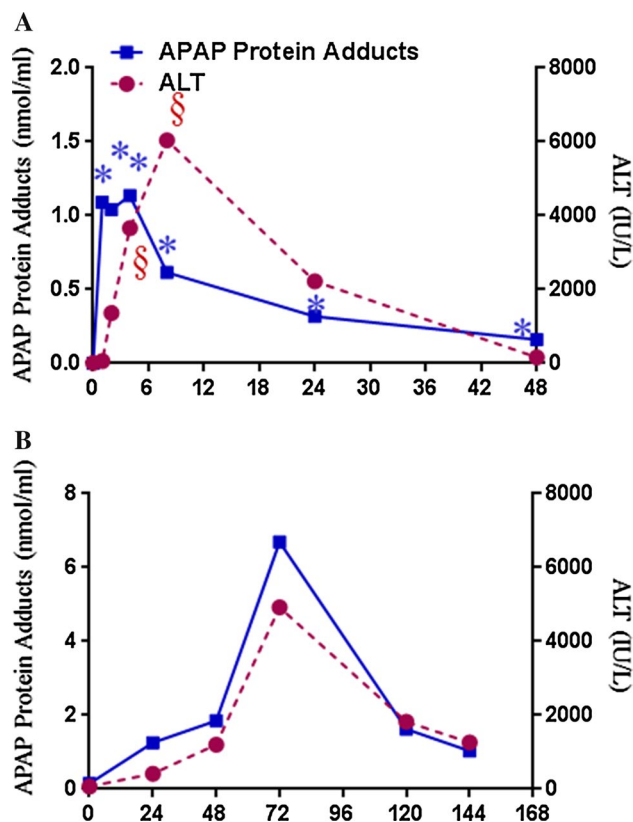 A
APAP Protein Adducts
ALT
APAP Protein Adducts (nmol/ml)
2.0
1.5
1.0
0.5
0.0
8000
6000
4000
2000
0
ALT (IU/L)
* * * * * *
§ §
0 6 12 18 24 30 36 42 48
B
APAP Protein Adducts (nmol/ml)
8
6
4
2
0
8000
6000
4000
2000
0
ALT (IU/L)
0 24 48 72 96 120 144 168